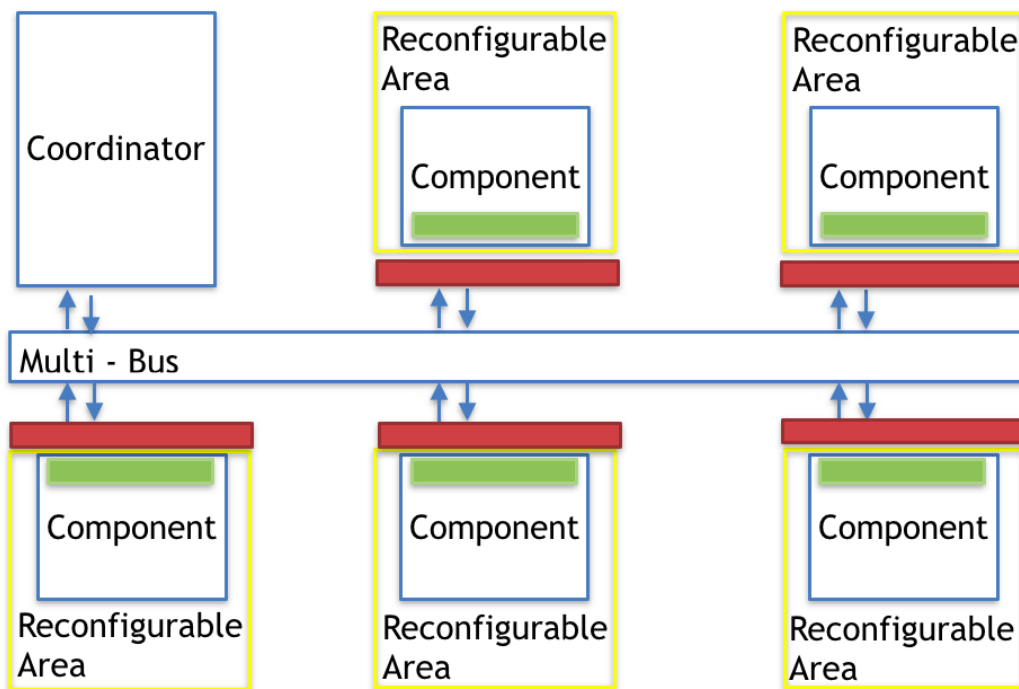 Coordinator
Reconfigurable
Area
Component
Reconfigurable
Area
Component
Multi - Bus
Component
Reconfigurable
Area
Component
Reconfigurable
Area
Component
Reconfigurable
Area